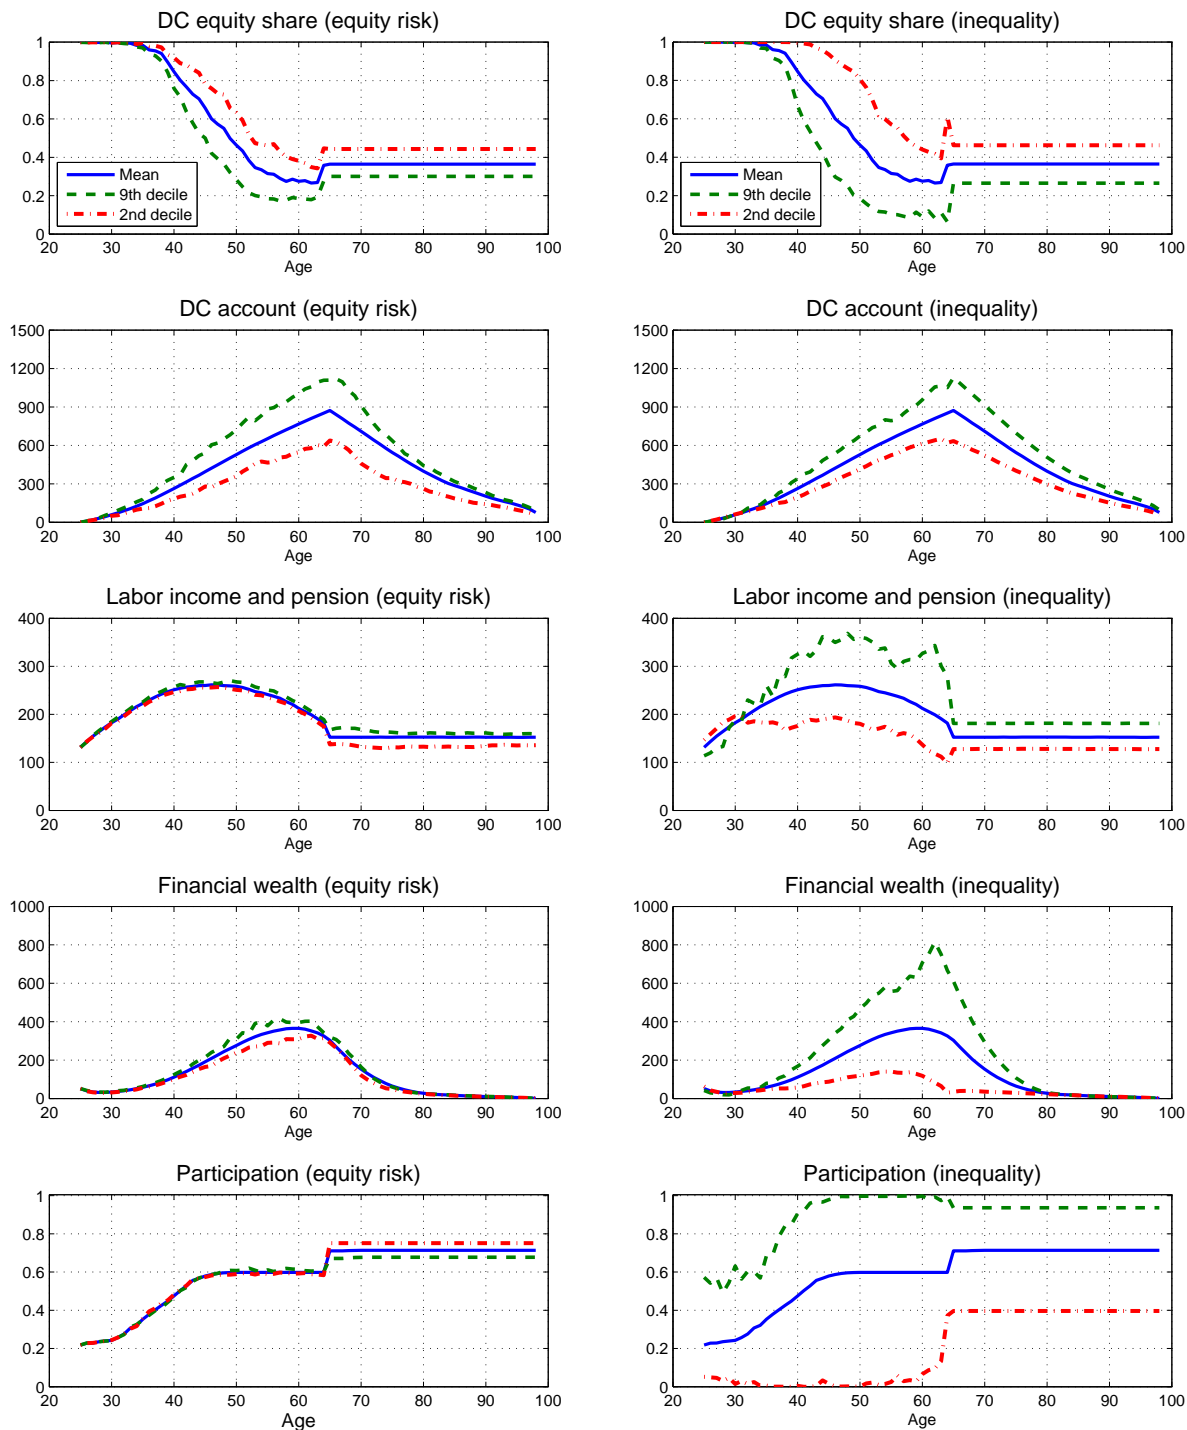 DC equity share (equity risk)
1
0.8
0.6
0.4
0.2
0
Mean
9th decile
2nd decile
20 30 40 50 60 70 80 90 100
Age
DC equity share (inequality)
1
0.8
0.6
0.4
0.2
0
Mean
9th decile
2nd decile
20 30 40 50 60 70 80 90 100
Age
DC account (equity risk)
1500
1200
900
600
300
0
20 30 40 50 60 70 80 90 100
Age
DC account (inequality)
1500
1200
900
600
300
0
20 30 40 50 60 70 80 90 100
Age
Labor income and pension (equity risk)
400
300
200
100
0
20 30 40 50 60 70 80 90 100
Age
Labor income and pension (inequality)
400
300
200
100
0
20 30 40 50 60 70 80 90 100
Age
Financial wealth (equity risk)
1000
800
600
400
200
0
20 30 40 50 60 70 80 90 100
Age
Financial wealth (inequality)
1000
800
600
400
200
0
20 30 40 50 60 70 80 90 100
Age
Participation (equity risk)
1
0.8
0.6
0.4
0.2
0
20 30 40 50 60 70 80 90 100
Age
Participation (inequality)
1
0.8
0.6
0.4
0.2
0
20 30 40 50 60 70 80 90 100
Age